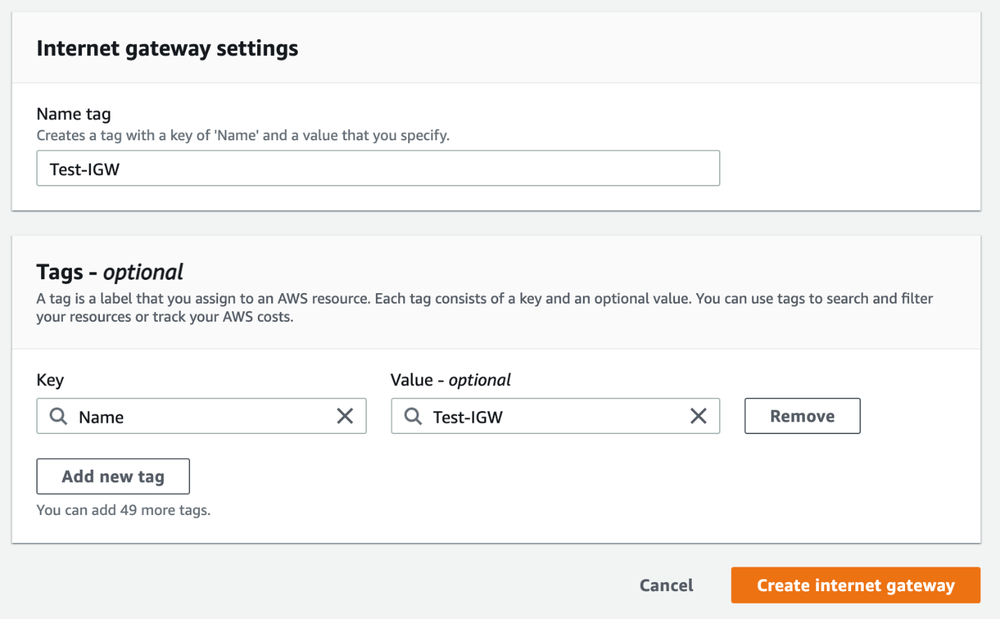 Internet gateway settings
Name tag
Creates a tag with a key of 'Name' and a value that you specify.
Test-IGW
Tags - optional
A tag is a label that you assign to an AWS resource. Each tag consists of a key and an optional value. You can use tags to search and filter
your resources or track your AWS costs.
Key
Value - optional
Name
Test-IGW
Remove
Add new tag
You can add 49 more tags.
Cancel
Create internet gateway